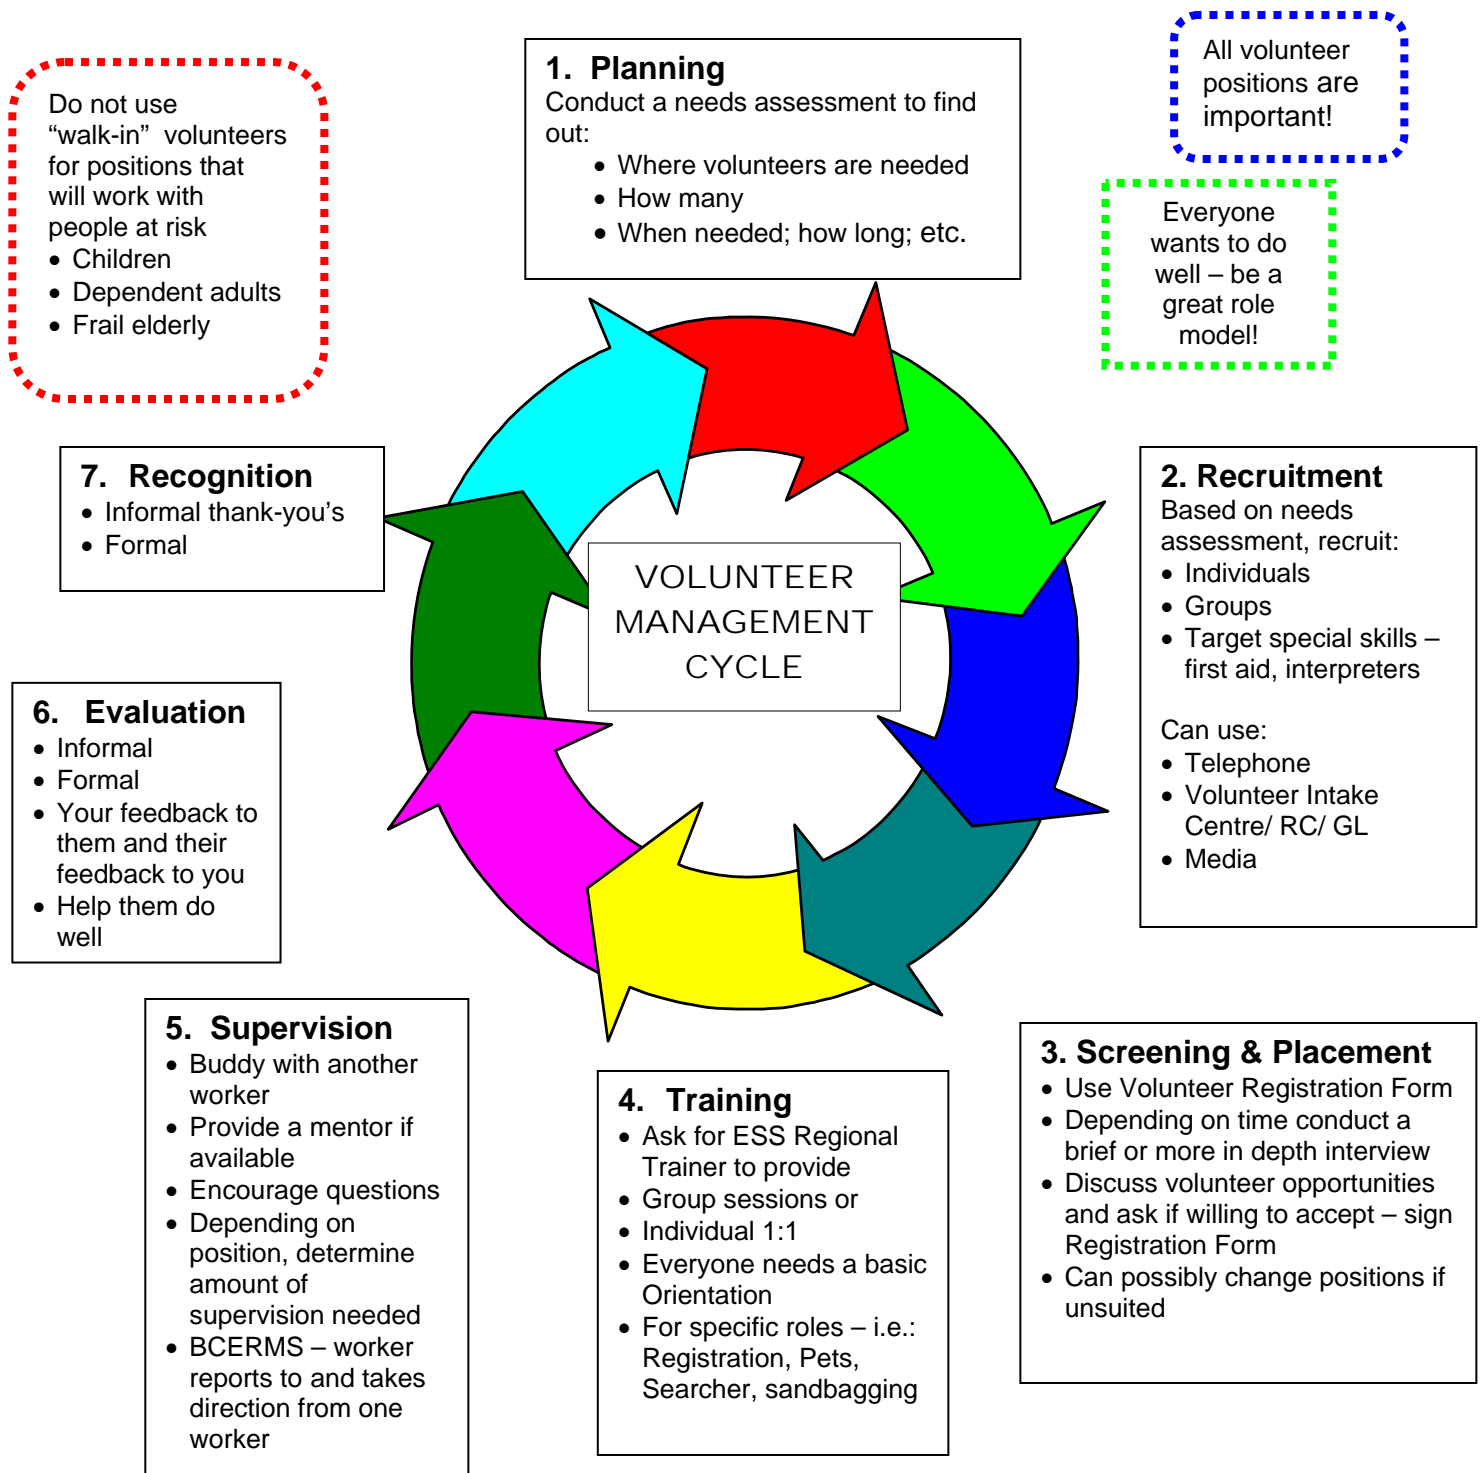 Do not use
“walk-in” volunteers
for positions that
will work with
people at risk
• Children
• Dependent adults
• Frail elderly
1. Planning
Conduct a needs assessment to find
out:
• Where volunteers are needed
• How many
• When needed; how long; etc.
All volunteer
positions are
important!
Everyone
wants to do
well – be a
great role
model!
VOLUNTEER
MANAGEMENT
CYCLE
2. Recruitment
Based on needs
assessment, recruit:
• Individuals
• Groups
• Target special skills –
first aid, interpreters
Can use:
• Telephone
• Volunteer Intake
Centre/ RC/ GL
• Media
3. Screening & Placement
• Use Volunteer Registration Form
• Depending on time conduct a
brief or more in depth interview
• Discuss volunteer opportunities
and ask if willing to accept – sign
Registration Form
• Can possibly change positions if
unsuited
4. Training
• Ask for ESS Regional
Trainer to provide
• Group sessions or
• Individual 1:1
• Everyone needs a basic
Orientation
• For specific roles – i.e.:
Registration, Pets,
Searcher, sandbagging
5. Supervision
• Buddy with another
worker
• Provide a mentor if
available
• Encourage questions
• Depending on
position, determine
amount of
supervision needed
• BCERMS – worker
reports to and takes
direction from one
worker
6. Evaluation
• Informal
• Formal
• Your feedback to
them and their
feedback to you
• Help them do
well
7. Recognition
• Informal thank-you’s
• Formal